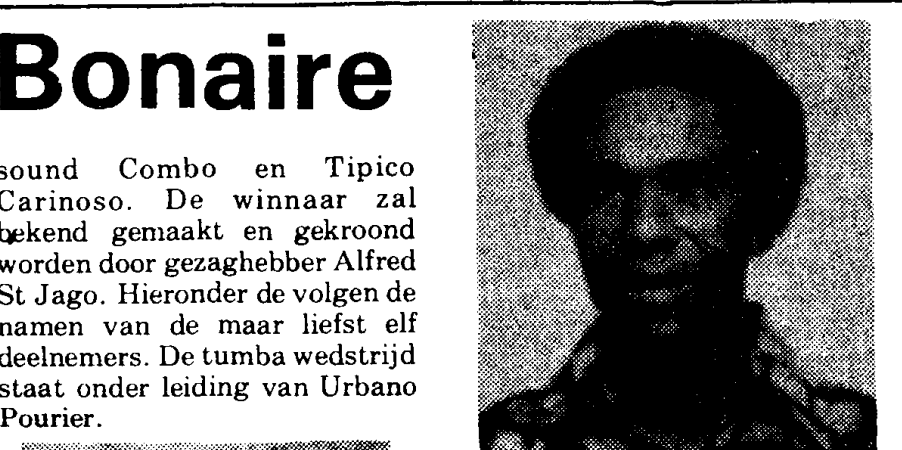 Bonaire
sound Combo en Tipico
Carinoso. De winnaar zal
bekend gemaakt en gekroond
worden door gezaghebber Alfred
St Jago. Hieronder de volgen de
namen van de maar liefst elf
deelnemers. De tumba wedstrijd
staat onder leiding van Urbano
Pourier.